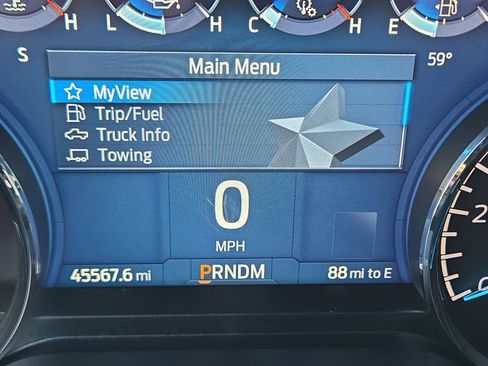 L H C H E
S
Main Menu
59°
MyView
Trip/Fuel
Truck Info
Towing
0
MPH
45567.6 mi
PRNDM
88 mi to E